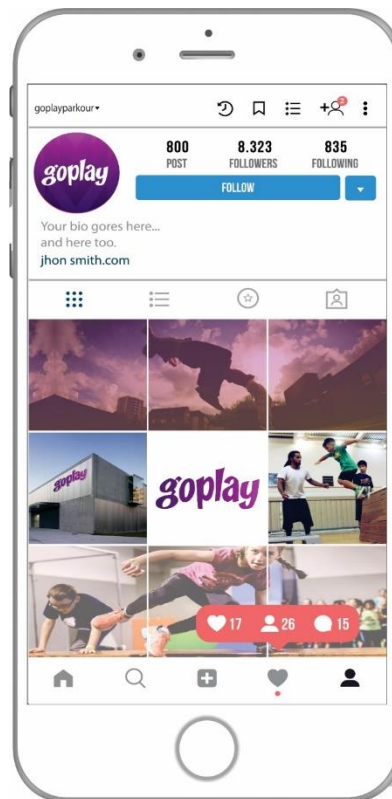 goplayparkour
2
goplay
800
8.323
835
POST
FOLLOWERS
FOLLOWING
FOLLOW
Your bio gores here...
and here too.
jhon smith.com
goplay
goplay
17
26
15